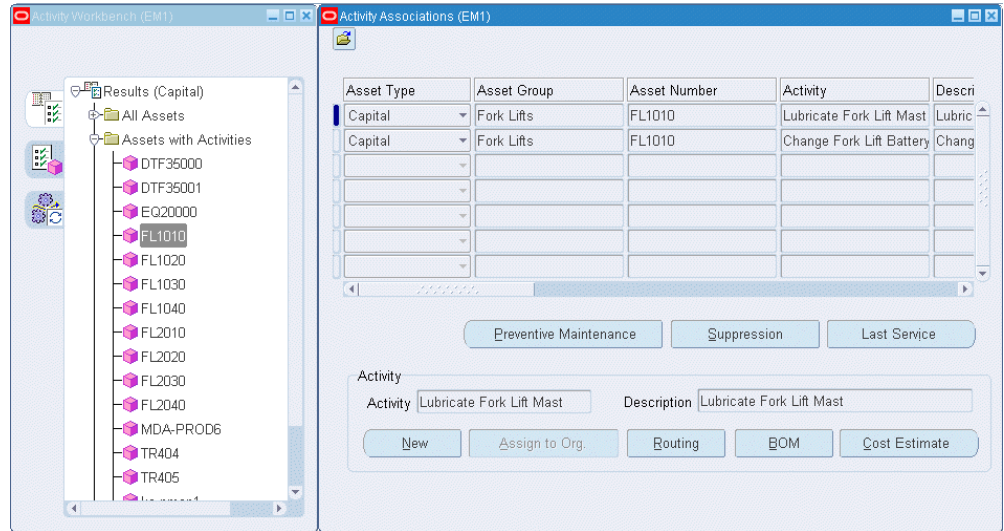 Activity Workbench (EM1)
Results (Capital)
All Assets
Assets with Activities
DTF35000
DTF35001
EQ20000
FL1010
FL1020
FL1030
FL1040
FL2010
FL2020
FL2030
FL2040
MDA-PROD6
TR404
TR405
Activity Associations (EM1)
Asset Type Asset Group Asset Number Activity Descri
Capital Fork Lifts FL1010 Lubricate Fork Lift Mast Lubric
Capital Fork Lifts FL1010 Change Fork Lift Battery Chang
Preventive Maintenance Suppression Last Service
Activity
Activity Lubricate Fork Lift Mast Description Lubricate Fork Lift Mast
New Assign to Org. Routing BOM Cost Estimate